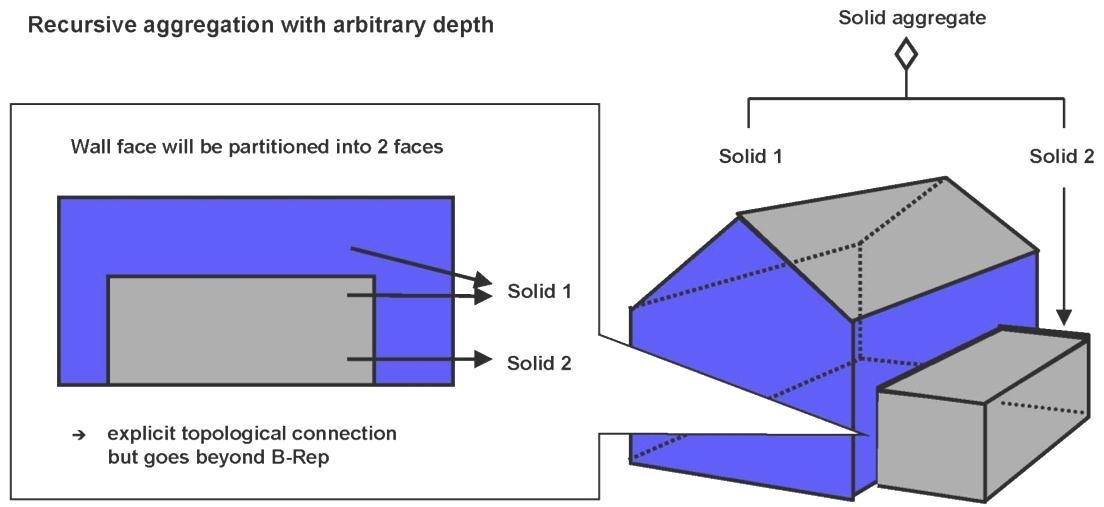 Recursive aggregation with arbitrary depth
Solid aggregate
Solid 1
Solid 2
Wall face will be partitioned into 2 faces
Solid 1
Solid 2
➔ explicit topological connection
but goes beyond B-Rep